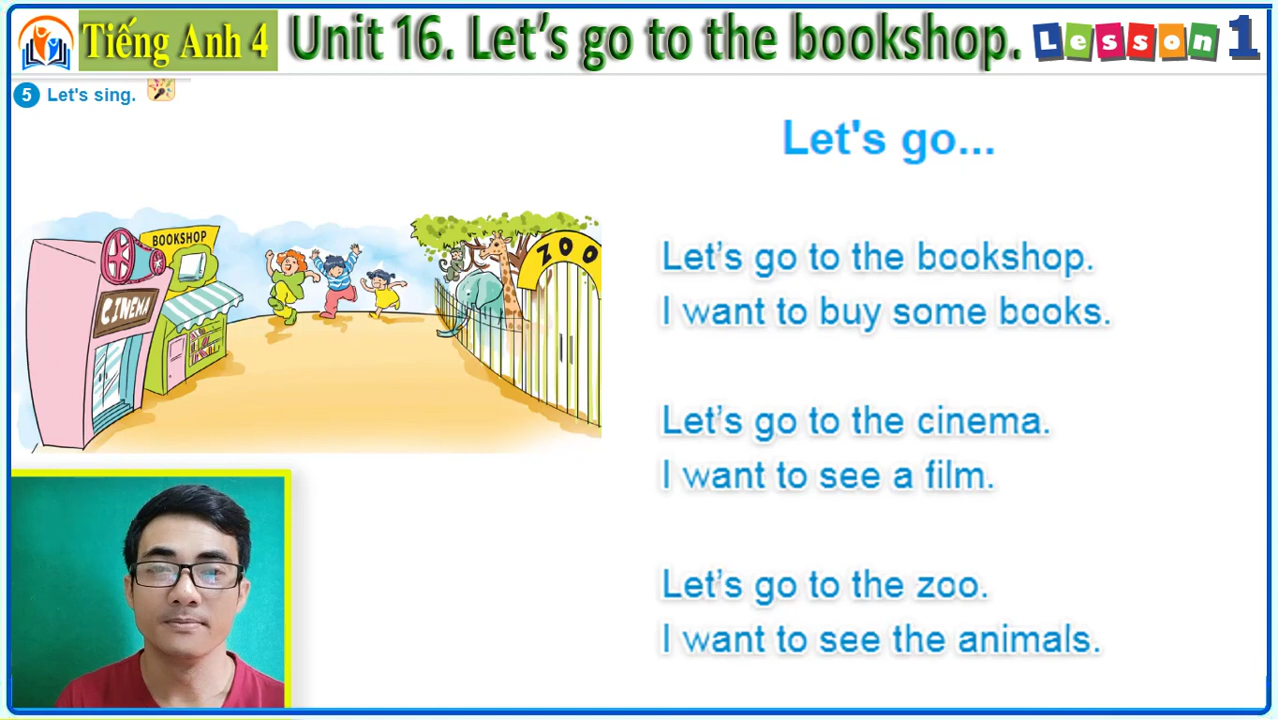 Tiếng Anh 4 Unit 16. Let's go to the bookshop. Lesson 1
5 Let's sing.
Let's go...
BOOKSHOP
CINEMA
ZOO
Let's go to the bookshop.
I want to buy some books.
Let's go to the cinema.
I want to see a film.
Let's go to the zoo.
I want to see the animals.